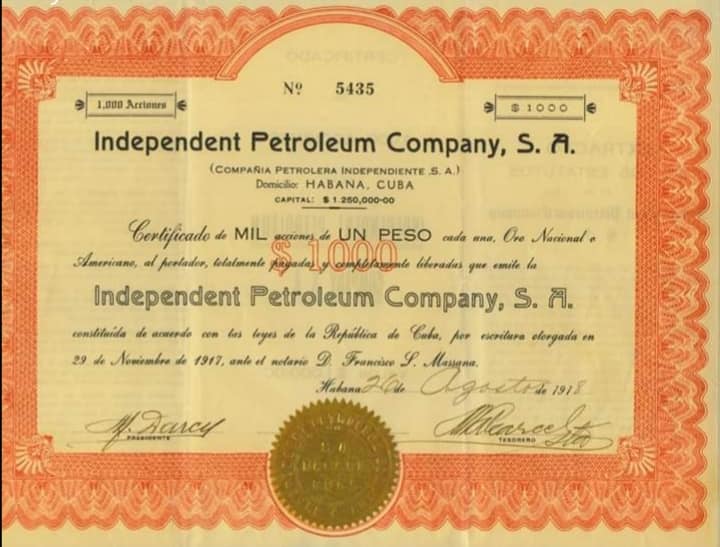 Nº 5435
1,000 Acciones
$ 1000
Independent Petroleum Company, S. A.
(COMPAÑIA PETROLERA INDEPENDIENTE .S. A.)
Domicilio: HABANA, CUBA
CAPITAL: $ 1.250,000-00
Certificado de MIL acciones de UN PESO cada una, Oro Nacional o
$ 1000
Americano, al portador, totalmente pagadas y completamente liberadas que emite la
Independent Petroleum Company, S. A.
constituída de acuerdo con las leyes de la República de Cuba, por escritura otorgada en
29 de Noviembre de 1917, ante el notario D. Francisco L. Massana.
Habana 26 de Agosto de 1918
M. Darcy
PRESIDENTE
TESORERO